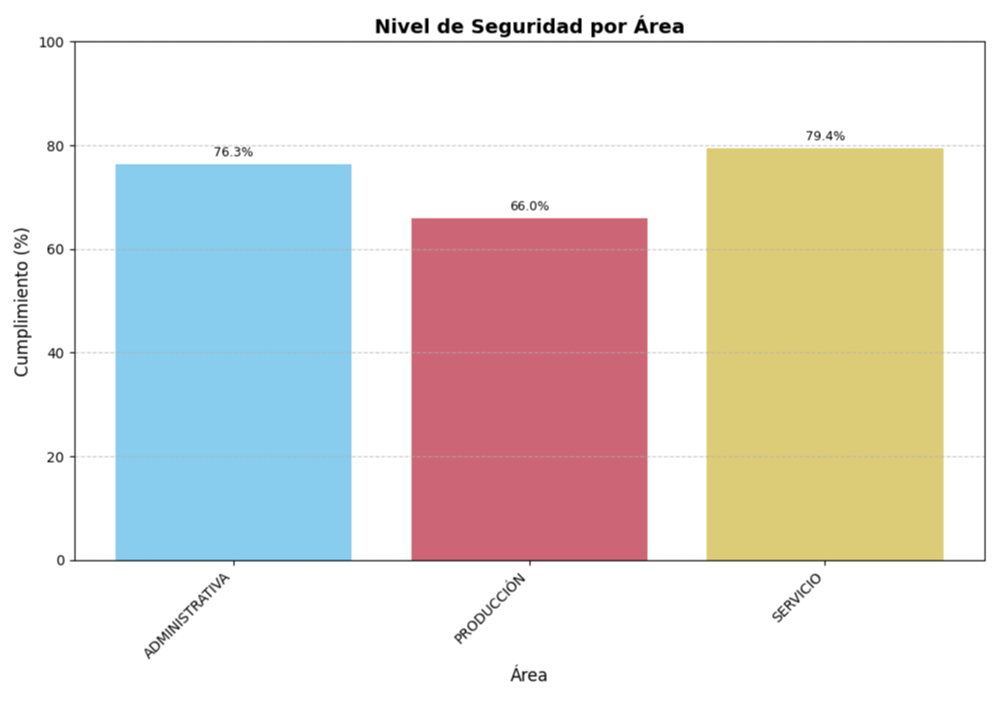 Nivel de Seguridad por Área
Cumplimiento (%)
100
80
60
40
20
0
76.3%
66.0%
79.4%
ADMINISTRATIVA
PRODUCCIÓN
SERVICIO
Área